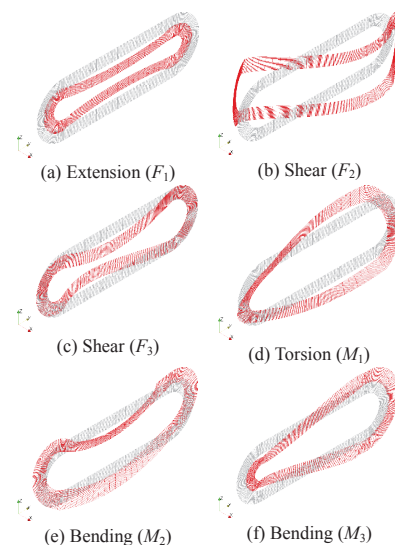 (a) Extension (F₁)
(b) Shear (F₂)
(c) Shear (F₃)
(d) Torsion (M₁)
(e) Bending (M₂)
(f) Bending (M₃)